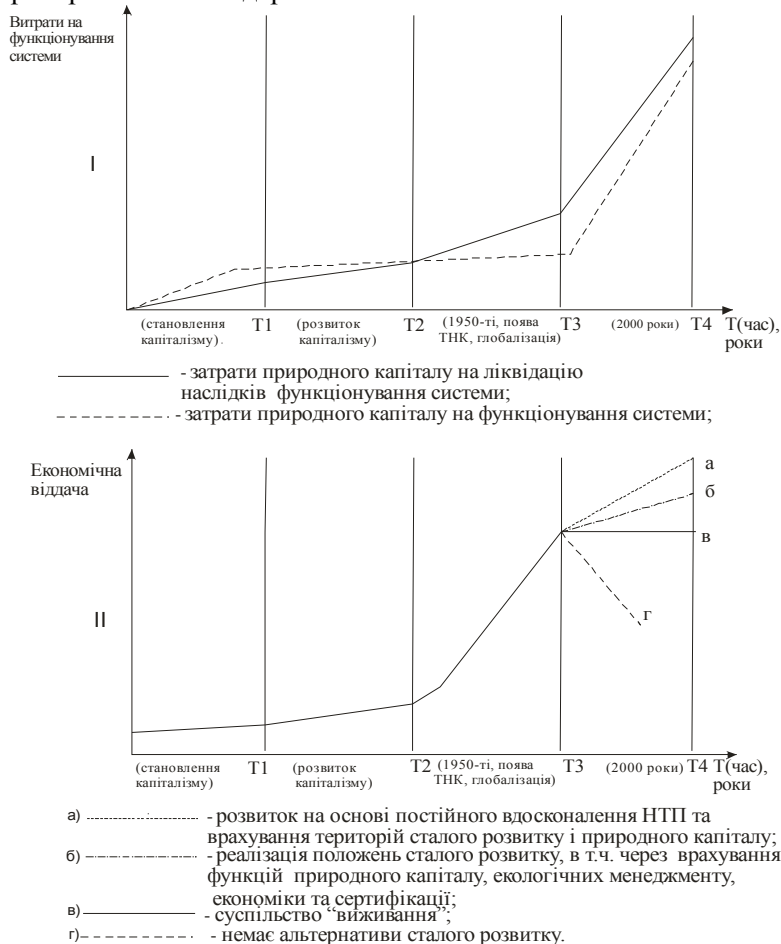 Витрати на
функціонування
системи
I
(становлення
капіталізму).
T1
(розвиток
капіталізму)
T2
(1950-ті, поява
ТНК, глобалізація)
T3
(2000 роки)
T4
Т(час),
роки
- затрати природного капіталу на ліквідацію
наслідків функціонування системи;
- затрати природного капіталу на функціонування системи;
Економічна
віддача
II
а
б
в
г
(становлення
капіталізму)
T1
(розвиток
капіталізму)
T2
(1950-ті, поява
ТНК, глобалізація)
T3
(2000 роки)
T4
Т(час),
роки
а) - розвиток на основі постійного вдосконалення НТП та
врахування територій сталого розвитку і природного капіталу;
б) - реалізація положень сталого розвитку, в т.ч. через врахування
функцій природного капіталу, екологічних менеджменту,
економіки та сертифікації;
в) - суспільство “виживання”;
г) - немає альтернативи сталого розвитку.